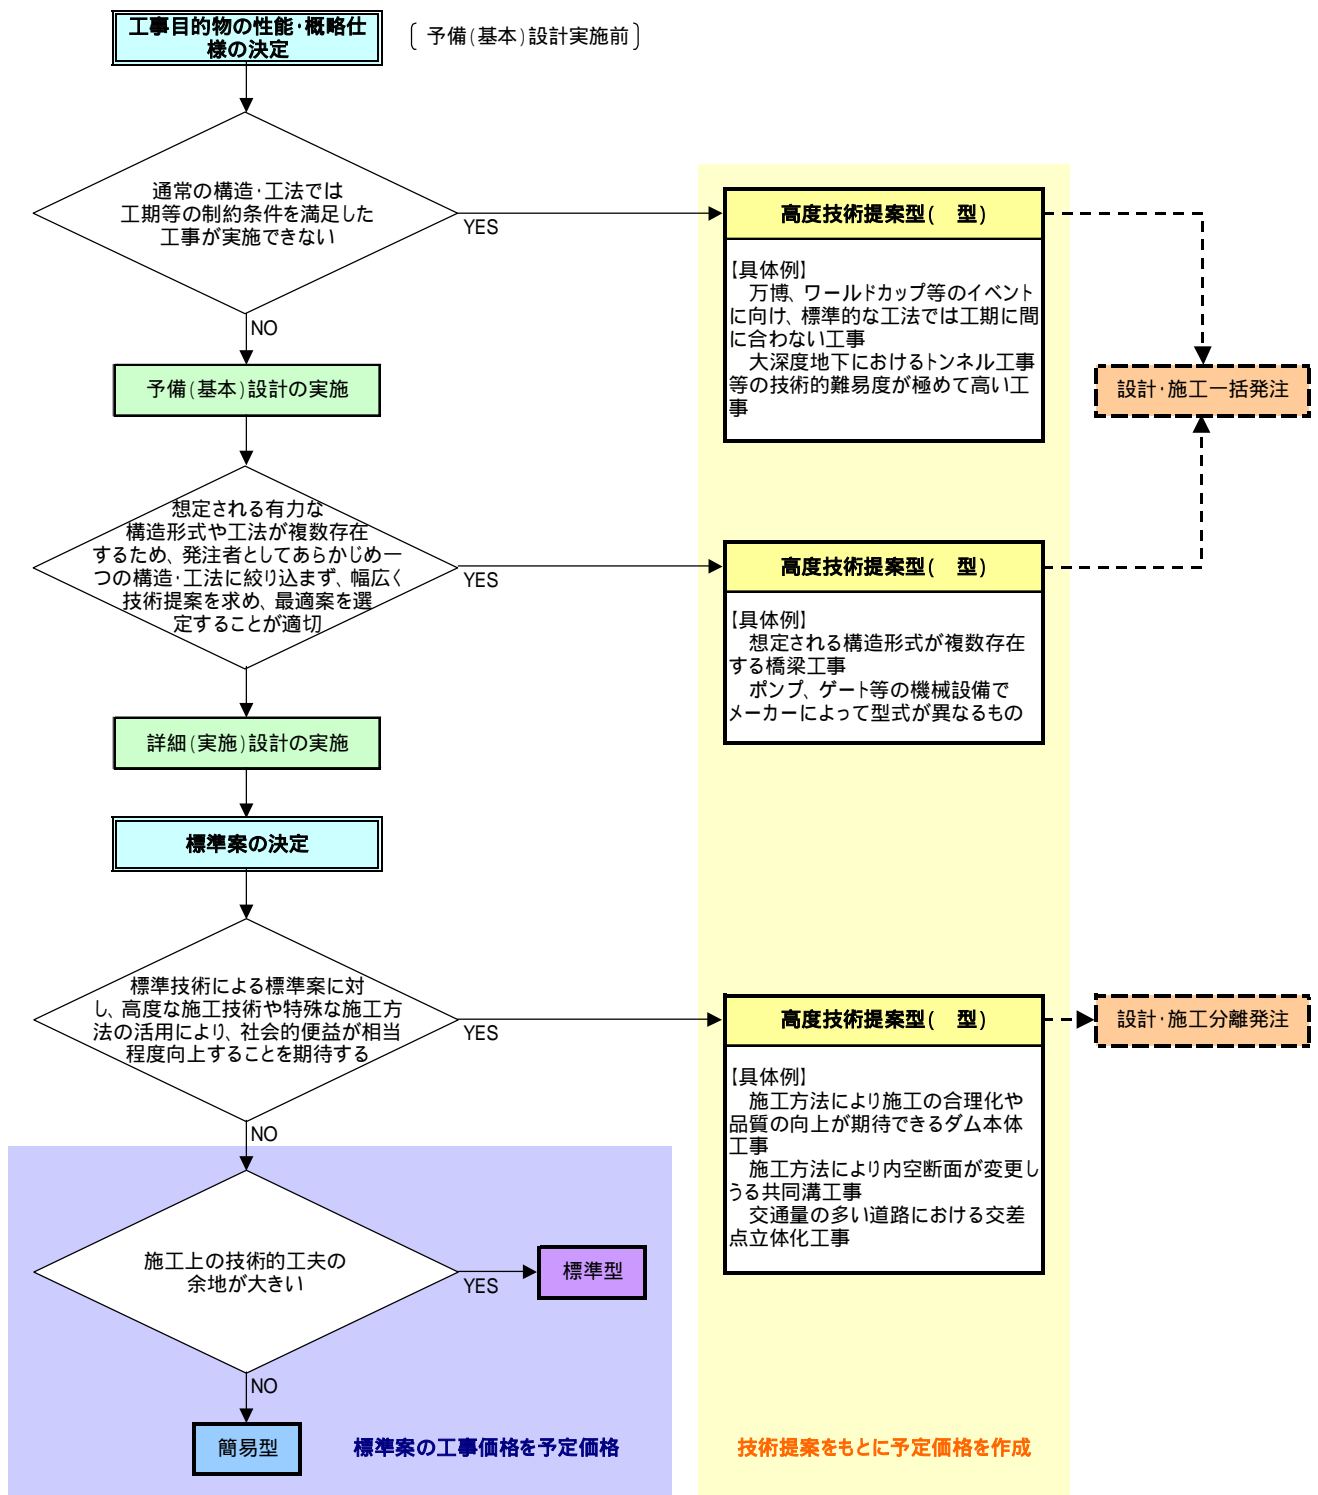 工事目的物の性能・概略仕
様の決定
〔 予備(基本)設計実施前〕
通常の構造・工法では
工期等の制約条件を満足した
工事が実施できない
YES
NO
高度技術提案型(　型)
【具体例】
万博、ワールドカップ等のイベント
に向け、標準的な工法では工期に間
に合わない工事
大深度地下におけるトンネル工事
等の技術的難易度が極めて高い工
事
設計・施工一括発注
予備(基本)設計の実施
想定される有力な
構造形式や工法が複数存在
するため、発注者としてあらかじめ一
つの構造・工法に絞り込まず、幅広く
技術提案を求め、最適案を選
定することが適切
YES
高度技術提案型(　型)
【具体例】
想定される構造形式が複数存在
する橋梁工事
ポンプ、ゲート等の機械設備で
メーカーによって型式が異なるもの
詳細(実施)設計の実施
標準案の決定
標準技術による標準案に対
し、高度な施工技術や特殊な施工方
法の活用により、社会的便益が相当
程度向上することを期待する
YES
NO
高度技術提案型(　型)
【具体例】
施工方法により施工の合理化や
品質の向上が期待できるダム本体
工事
施工方法により内空断面が変更し
うる共同溝工事
交通量の多い道路における交差
点立体化工事
設計・施工分離発注
施工上の技術的工夫の
余地が大きい
YES
標準型
NO
簡易型
標準案の工事価格を予定価格
技術提案をもとに予定価格を作成